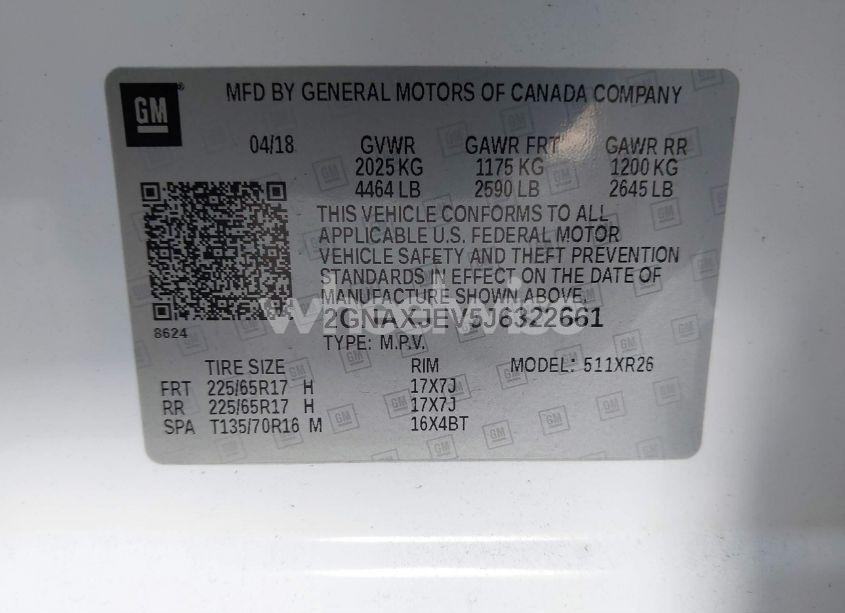 GM
MFD BY GENERAL MOTORS OF CANADA COMPANY
04/18 GVWR GAWR FRT GAWR RR
2025 KG 1175 KG 1200 KG
4464 LB 2590 LB 2645 LB
THIS VEHICLE CONFORMS TO ALL
APPLICABLE U.S. FEDERAL MOTOR
VEHICLE SAFETY AND THEFT PREVENTION
STANDARDS IN EFFECT ON THE DATE OF
MANUFACTURE SHOWN ABOVE.
8624
2GNAXJEV5J6322661
TYPE: M.P.V.
TIRE SIZE RIM MODEL: 511XR26
FRT 225/65R17 H 17X7J
RR 225/65R17 H 17X7J
SPA T135/70R16 M 16X4BT